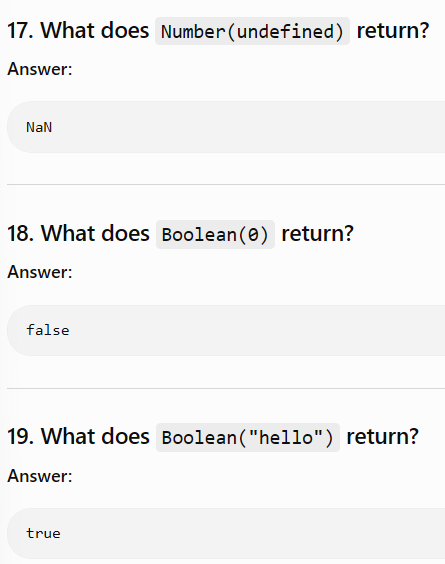 17. What does Number(undefined) return?
Answer:
NaN
18. What does Boolean(0) return?
Answer:
false
19. What does Boolean("hello") return?
Answer:
true